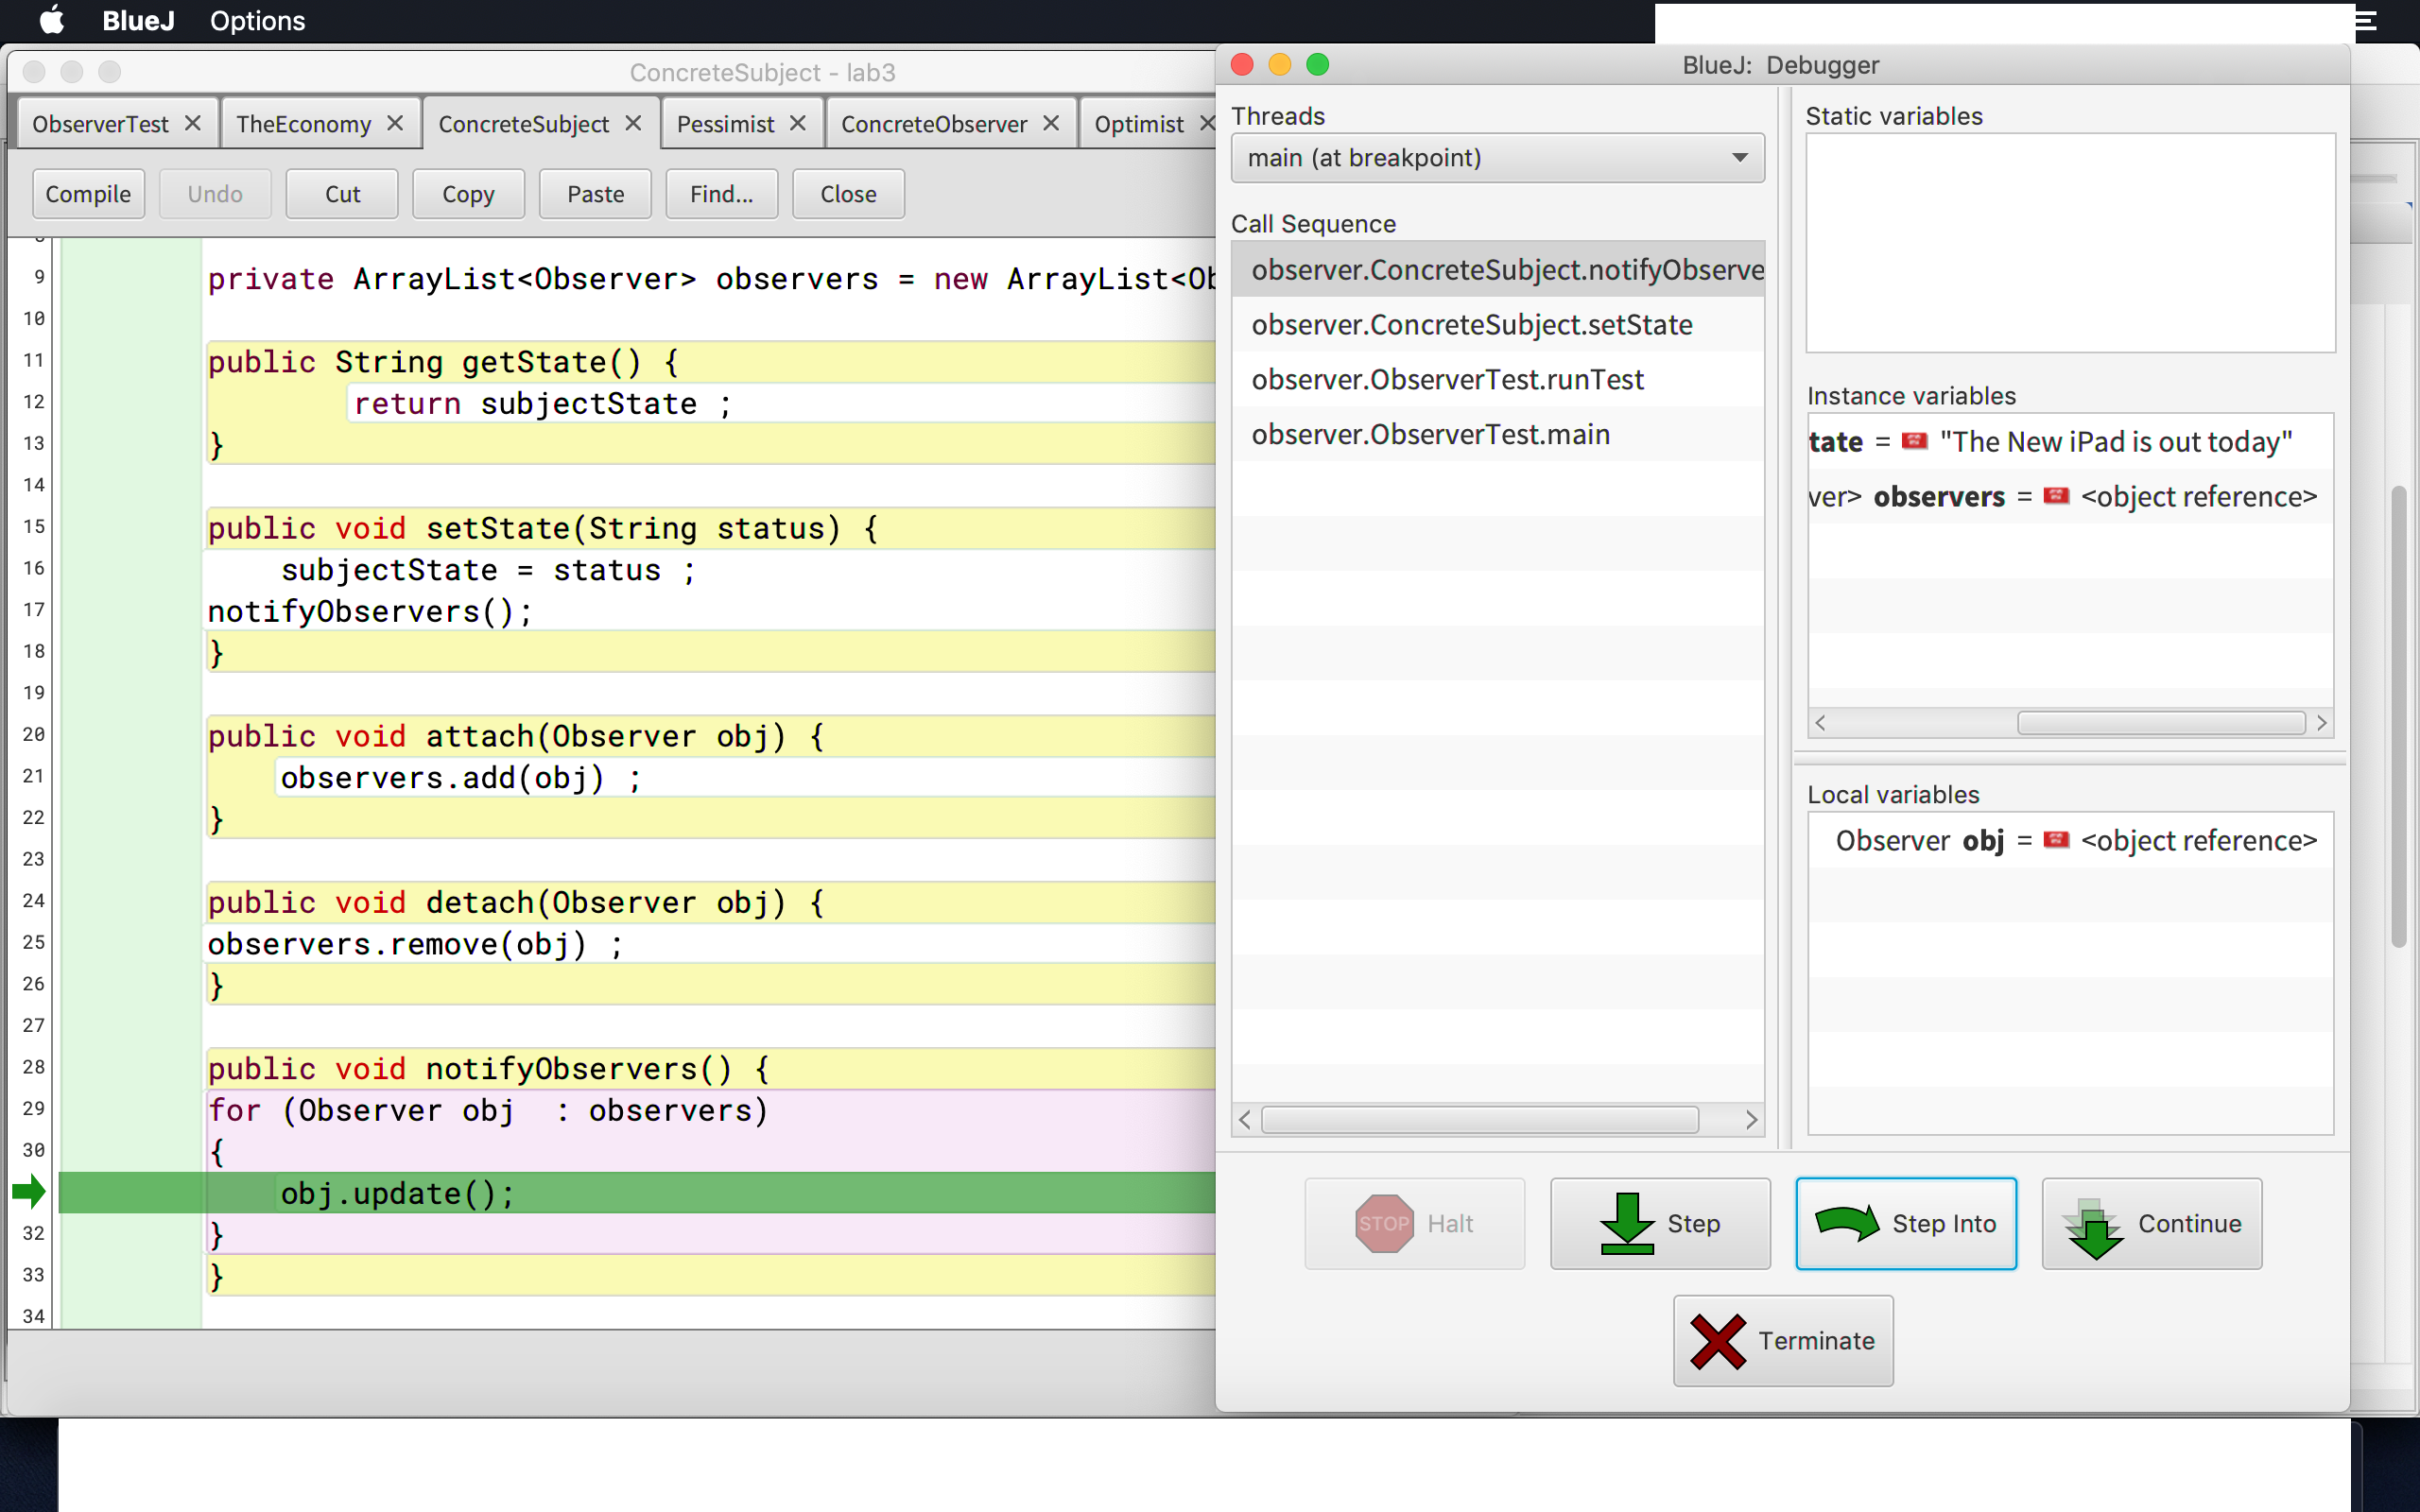 BlueJ Options
ConcreteSubject - lab3
ObserverTest TheEconomy ConcreteSubject Pessimist ConcreteObserver Optimist
Compile Undo Cut Copy Paste Find... Close
9 private ArrayList<Observer> observers = new ArrayList<Ob
10
11 public String getState() {
12 return subjectState ;
13 }
14
15 public void setState(String status) {
16 subjectState = status ;
17 notifyObservers();
18 }
19
20 public void attach(Observer obj) {
21 observers.add(obj) ;
22 }
23
24 public void detach(Observer obj) {
25 observers.remove(obj) ;
26 }
27
28 public void notifyObservers() {
29 for (Observer obj : observers)
30 {
obj.update();
32 }
33 }
34
BlueJ: Debugger
Threads
main (at breakpoint)
Call Sequence
observer.ConcreteSubject.notifyObserve
observer.ConcreteSubject.setState
observer.ObserverTest.runTest
observer.ObserverTest.main
Static variables
Instance variables
tate = "The New iPad is out today"
ver> observers = <object reference>
Local variables
Observer obj = <object reference>
STOP Halt Step Step Into Continue
Terminate